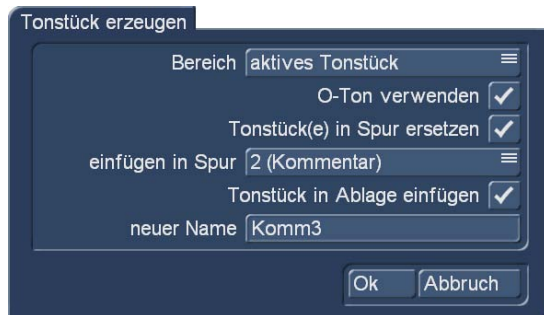 Tonstück erzeugen
Bereich aktives Tonstück
O-Ton verwenden
Tonstück(e) in Spur ersetzen
einfügen in Spur 2 (Kommentar)
Tonstück in Ablage einfügen
neuer Name Komm3
Ok Abbruch